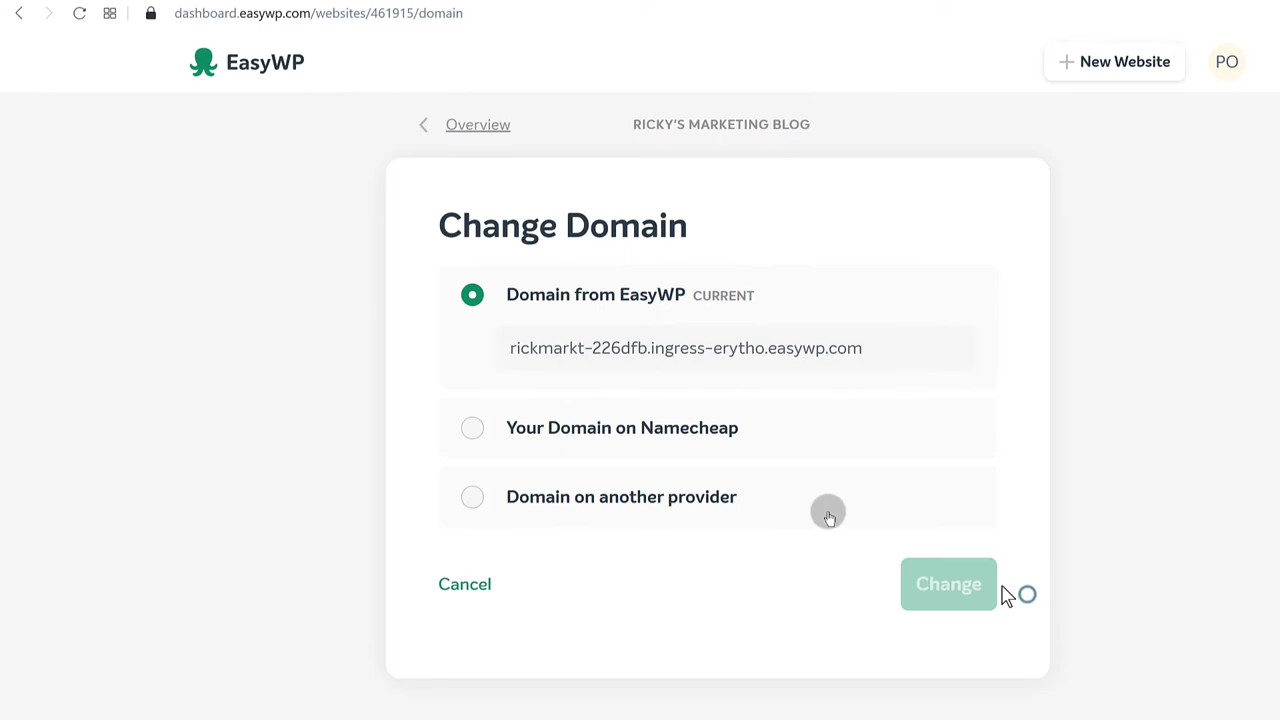 dashboard.easywp.com/websites/461915/domain
EasyWP
New Website
PO
Overview
RICKY'S MARKETING BLOG
Change Domain
Domain from EasyWP CURRENT
rickmarkt-226dfb.ingress-erytho.easywp.com
Your Domain on Namecheap
Domain on another provider
Cancel
Change